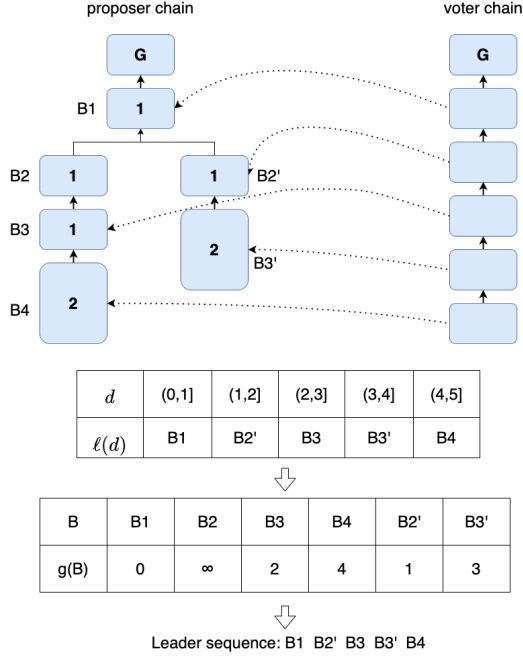 proposer chain
voter chain
G
G
B1
1
B2
1
1
B2'
B3
1
2
B3'
B4
2
d (0,1] (1,2] (2,3] (3,4] (4,5]
ℓ(d) B1 B2' B3 B3' B4
B B1 B2 B3 B4 B2' B3'
g(B) 0 ∞ 2 4 1 3
Leader sequence: B1 B2' B3 B3' B4